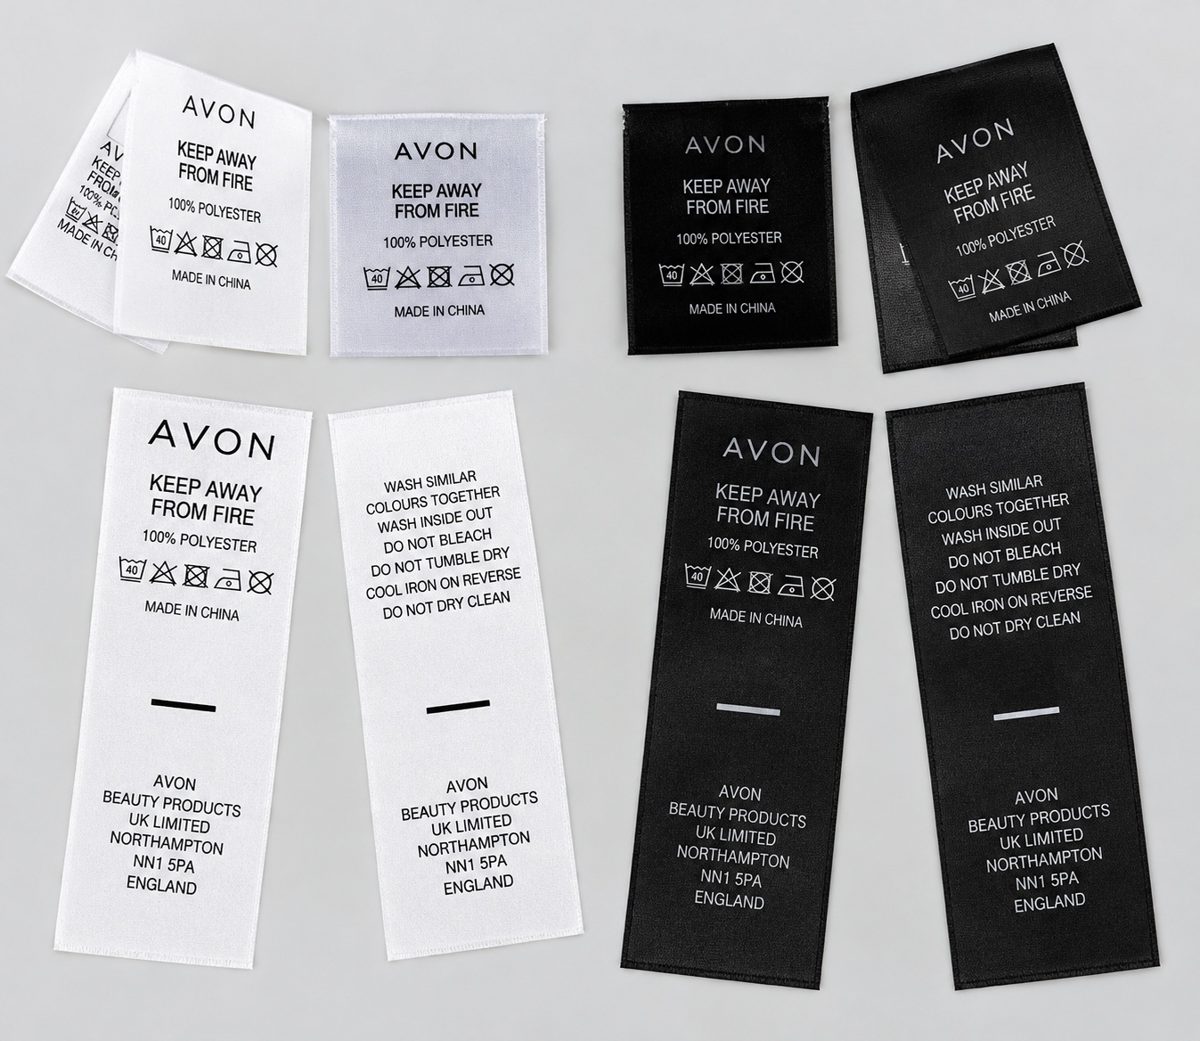 AVON
KEEP AWAY
FROM FIRE
100% POLYESTER
40
MADE IN CHINA
AVON
KEEP AWAY
FROM FIRE
100% POLYESTER
40
MADE IN CHINA
AVON
KEEP AWAY
FROM FIRE
100% POLYESTER
40
MADE IN CHINA
AVON
KEEP AWAY
FROM FIRE
100% POLYESTER
40
MADE IN CHINA
AVON
KEEP AWAY
FROM FIRE
100% POLYESTER
40
MADE IN CHINA
AVON
BEAUTY PRODUCTS
UK LIMITED
NORTHAMPTON
NN1 5PA
ENGLAND
WASH SIMILAR
COLOURS TOGETHER
WASH INSIDE OUT
DO NOT BLEACH
DO NOT TUMBLE DRY
COOL IRON ON REVERSE
DO NOT DRY CLEAN
AVON
BEAUTY PRODUCTS
UK LIMITED
NORTHAMPTON
NN1 5PA
ENGLAND
AVON
KEEP AWAY
FROM FIRE
100% POLYESTER
40
MADE IN CHINA
AVON
BEAUTY PRODUCTS
UK LIMITED
NORTHAMPTON
NN1 5PA
ENGLAND
WASH SIMILAR
COLOURS TOGETHER
WASH INSIDE OUT
DO NOT BLEACH
DO NOT TUMBLE DRY
COOL IRON ON REVERSE
DO NOT DRY CLEAN
AVON
BEAUTY PRODUCTS
UK LIMITED
NORTHAMPTON
NN1 5PA
ENGLAND